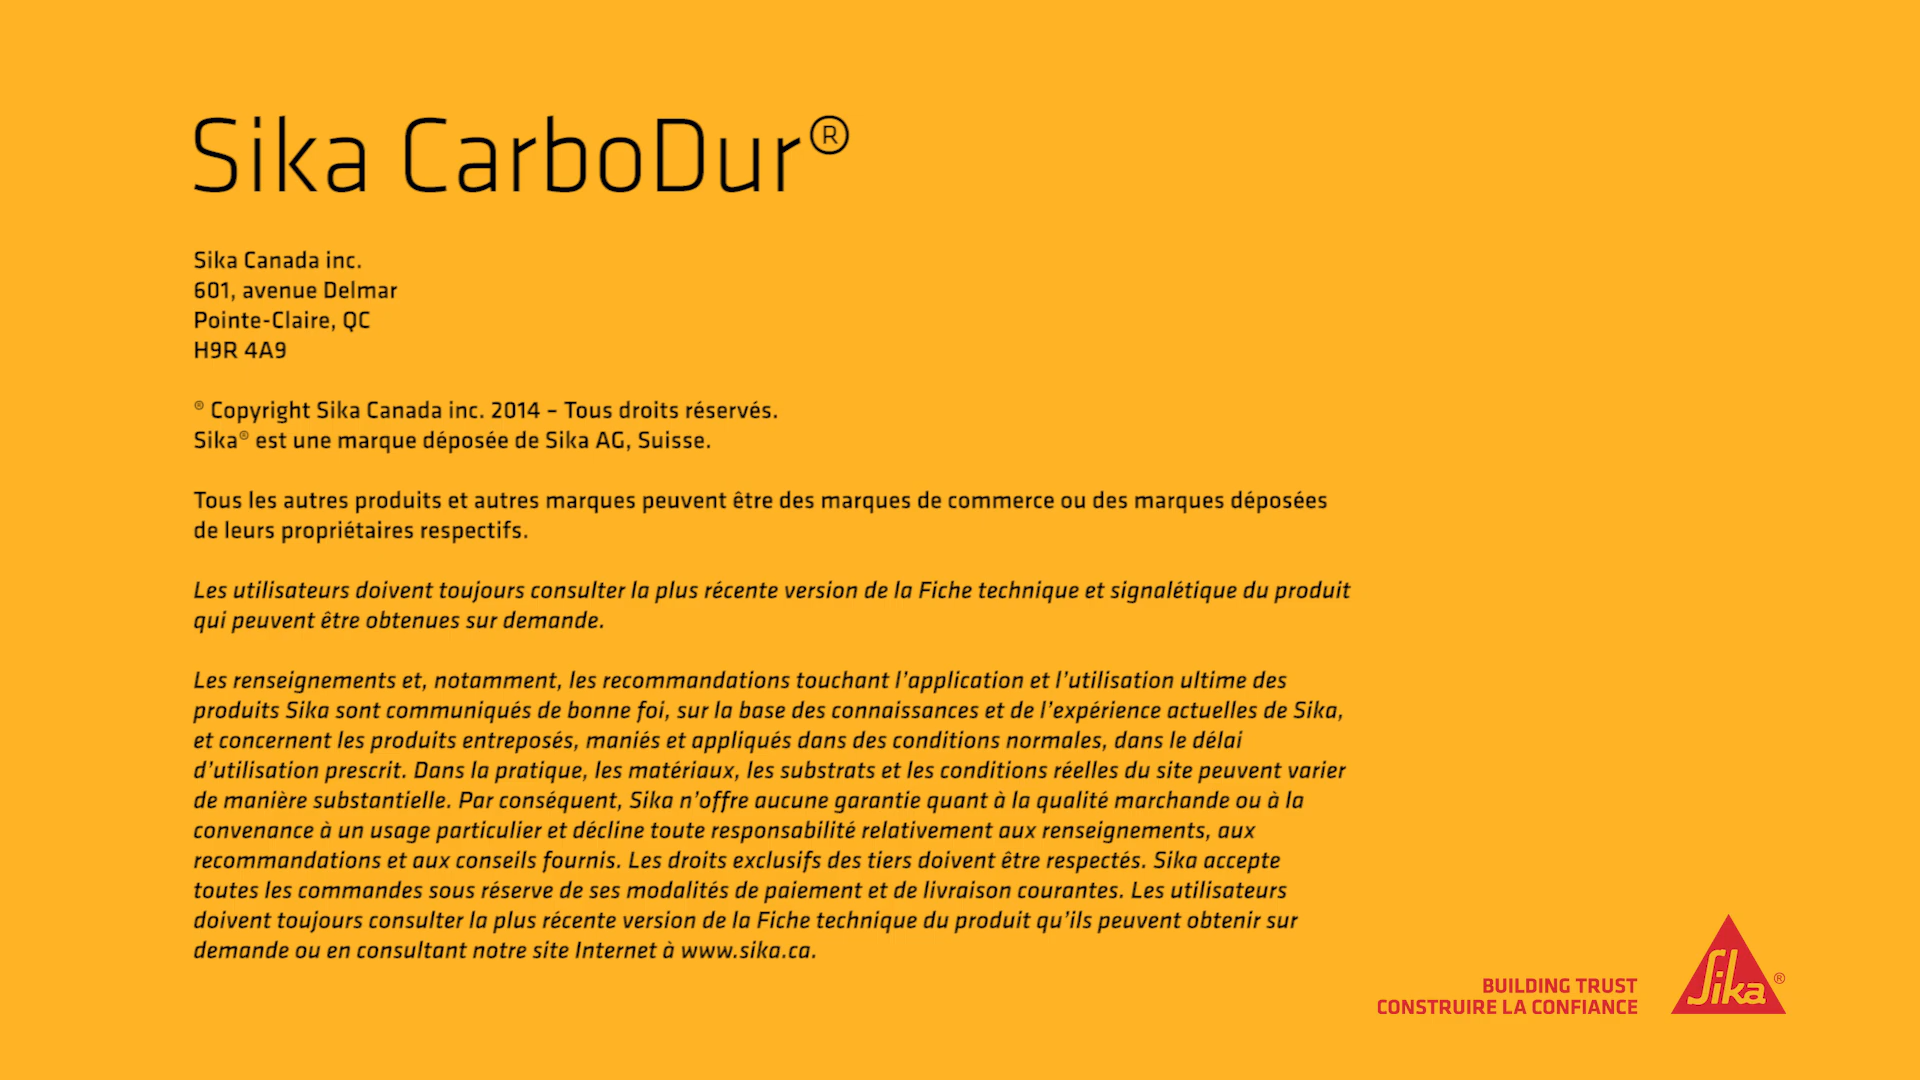 Sika CarboDur®
Sika Canada inc.
601, avenue Delmar
Pointe-Claire, QC
H9R 4A9
® Copyright Sika Canada inc. 2014 – Tous droits réservés.
Sika® est une marque déposée de Sika AG, Suisse.
Tous les autres produits et autres marques peuvent être des marques de commerce ou des marques déposées
de leurs propriétaires respectifs.
Les utilisateurs doivent toujours consulter la plus récente version de la Fiche technique et signalétique du produit
qui peuvent être obtenues sur demande.
Les renseignements et, notamment, les recommandations touchant l’application et l’utilisation ultime des
produits Sika sont communiqués de bonne foi, sur la base des connaissances et de l’expérience actuelles de Sika,
et concernent les produits entreposés, maniés et appliqués dans des conditions normales, dans le délai
d’utilisation prescrit. Dans la pratique, les matériaux, les substrats et les conditions réelles du site peuvent varier
de manière substantielle. Par conséquent, Sika n’offre aucune garantie quant à la qualité marchande ou à la
convenance à un usage particulier et décline toute responsabilité relativement aux renseignements, aux
recommandations et aux conseils fournis. Les droits exclusifs des tiers doivent être respectés. Sika accepte
toutes les commandes sous réserve de ses modalités de paiement et de livraison courantes. Les utilisateurs
doivent toujours consulter la plus récente version de la Fiche technique du produit qu’ils peuvent obtenir sur
demande ou en consultant notre site Internet à www.sika.ca.
BUILDING TRUST
CONSTRUIRE LA CONFIANCE
Sika®